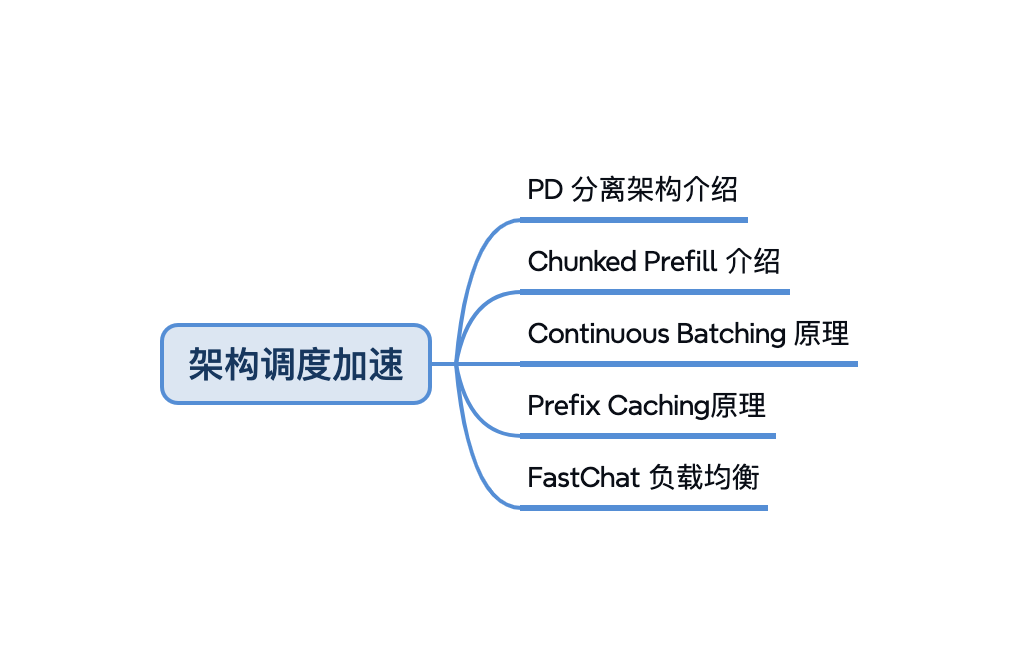 PD 分离架构介绍
Chunked Prefill 介绍
Continuous Batching 原理
架构调度加速
Prefix Caching原理
FastChat 负载均衡